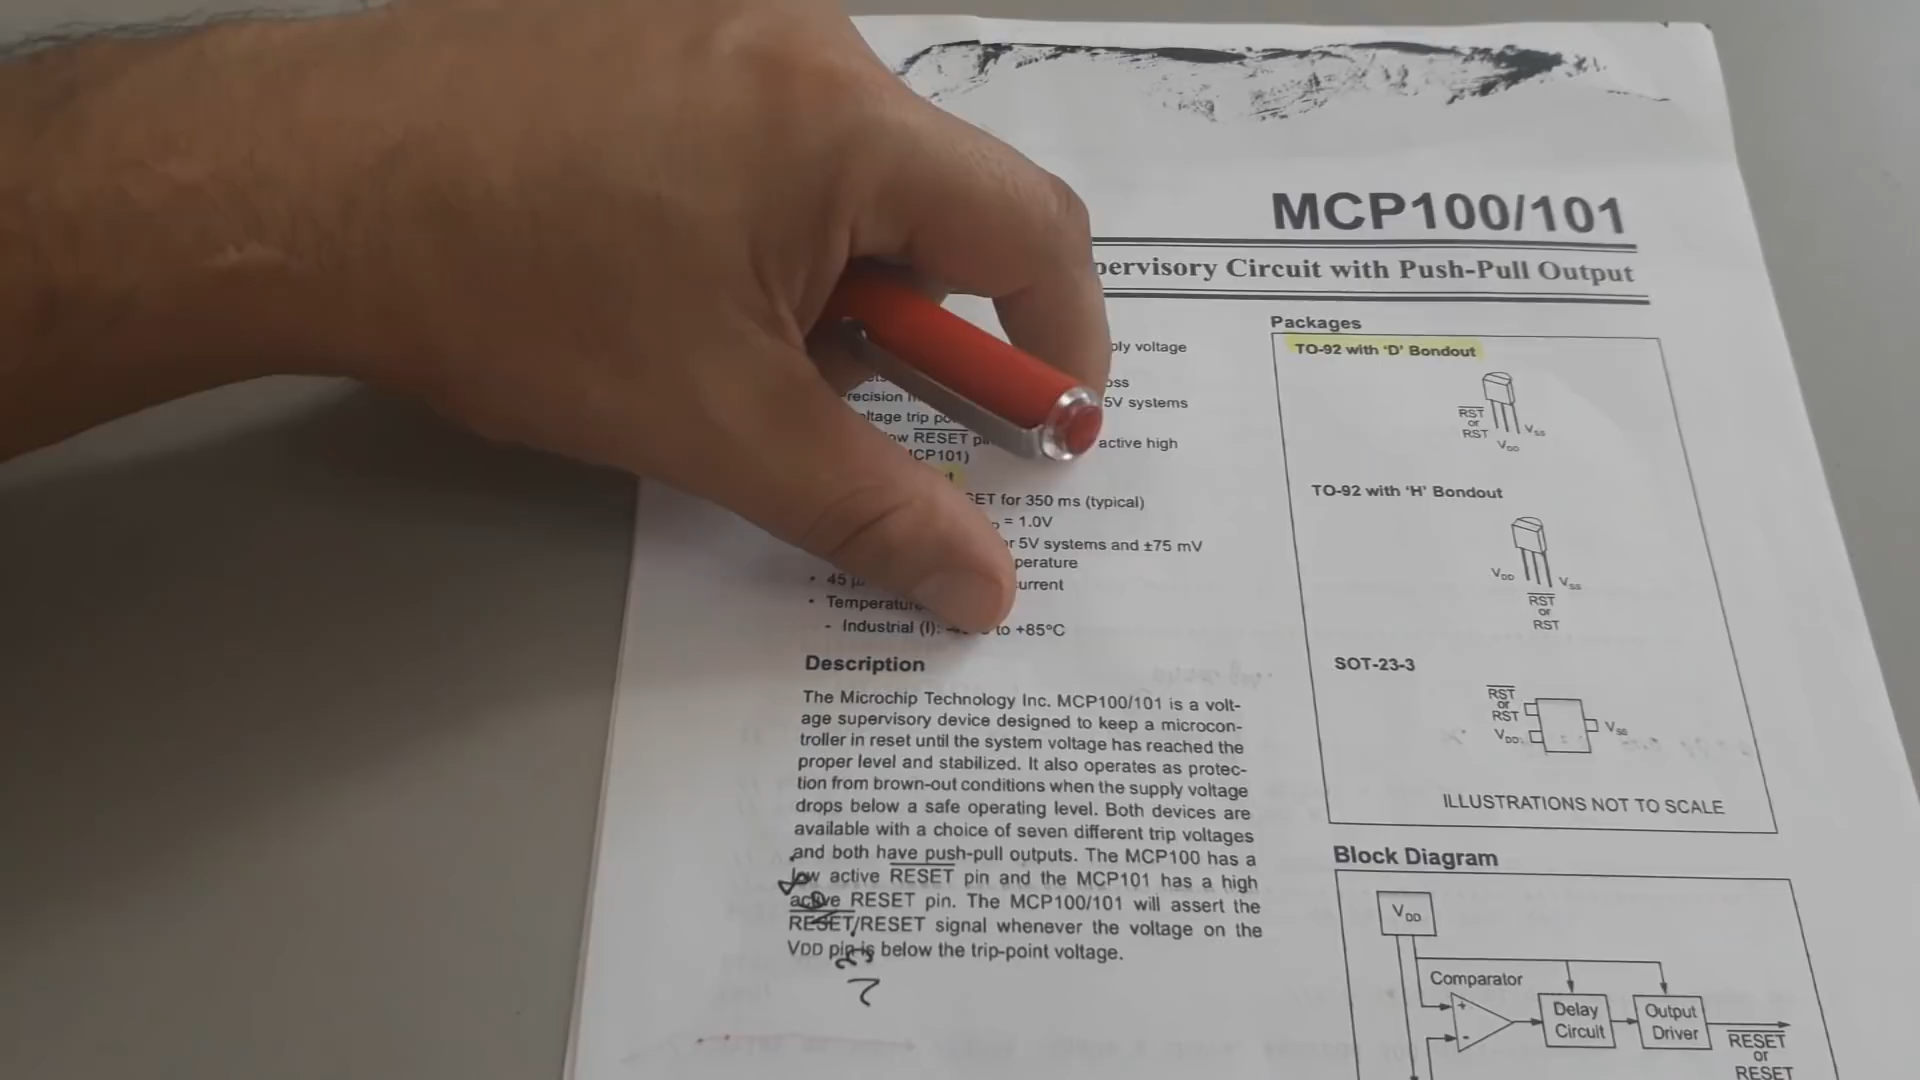 MCP100/101
pervisory Circuit with Push-Pull Output
ply voltage
oss
5V systems
ltage trip
RESET
active high
CP101)
SET for 350 ms (typical)
= 1.0V
r 5V systems and ±75 mV
perature
• 45
urrent
• Temperature
- Industrial (I): to +85°C
Description
The Microchip Technology Inc. MCP100/101 is a volt-
age supervisory device designed to keep a microcon-
troller in reset until the system voltage has reached the
proper level and stabilized. It also operates as protec-
tion from brown-out conditions when the supply voltage
drops below a safe operating level. Both devices are
available with a choice of seven different trip voltages
and both have push-pull outputs. The MCP100 has a
low active RESET pin and the MCP101 has a high
active RESET pin. The MCP100/101 will assert the
RESET/RESET signal whenever the voltage on the
VDD pin is below the trip-point voltage.
Packages
TO-92 with ‘D’ Bondout
RST
or
RST
VSS
VDD
TO-92 with ‘H’ Bondout
VDD
VSS
RST
or
RST
SOT-23-3
RST
or
RST
VDD
VSS
ILLUSTRATIONS NOT TO SCALE
Block Diagram
VDD
Comparator
+
-
Delay
Circuit
Output
Driver
RESET
or
RESET